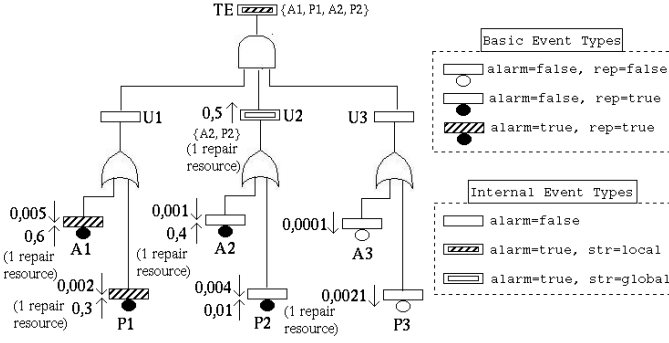 TE {A1, P1, A2, P2}
Basic Event Types
alarm=false, rep=false
alarm=false, rep=true
alarm=true, rep=true
U1
0,5
U2
{A2, P2}
(1 repair
resource)
U3
Internal Event Types
alarm=false
alarm=true, str=local
alarm=true, str=global
0,005
0,6
A1
(1 repair
resource)
0,001
0,4
A2
(1 repair
resource)
0,0001
A3
0,002
0,3
P1
(1 repair
resource)
0,004
0,01
P2
(1 repair
resource)
0,0021
P3